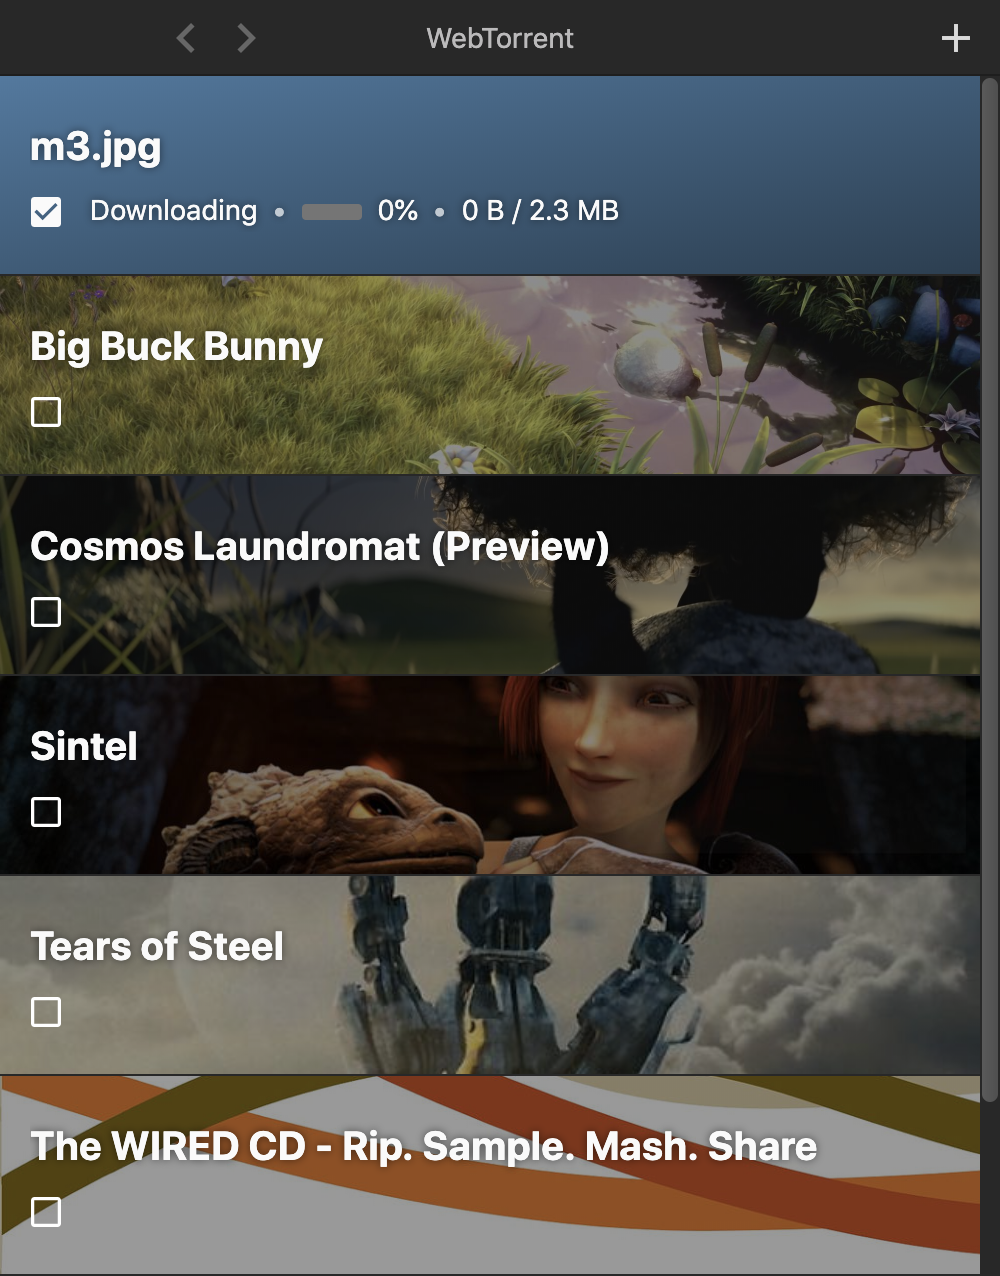 WebTorrent
m3.jpg
Downloading • 0% • 0 B / 2.3 MB
Big Buck Bunny
Cosmos Laundromat (Preview)
Sintel
Tears of Steel
The WIRED CD - Rip. Sample. Mash. Share